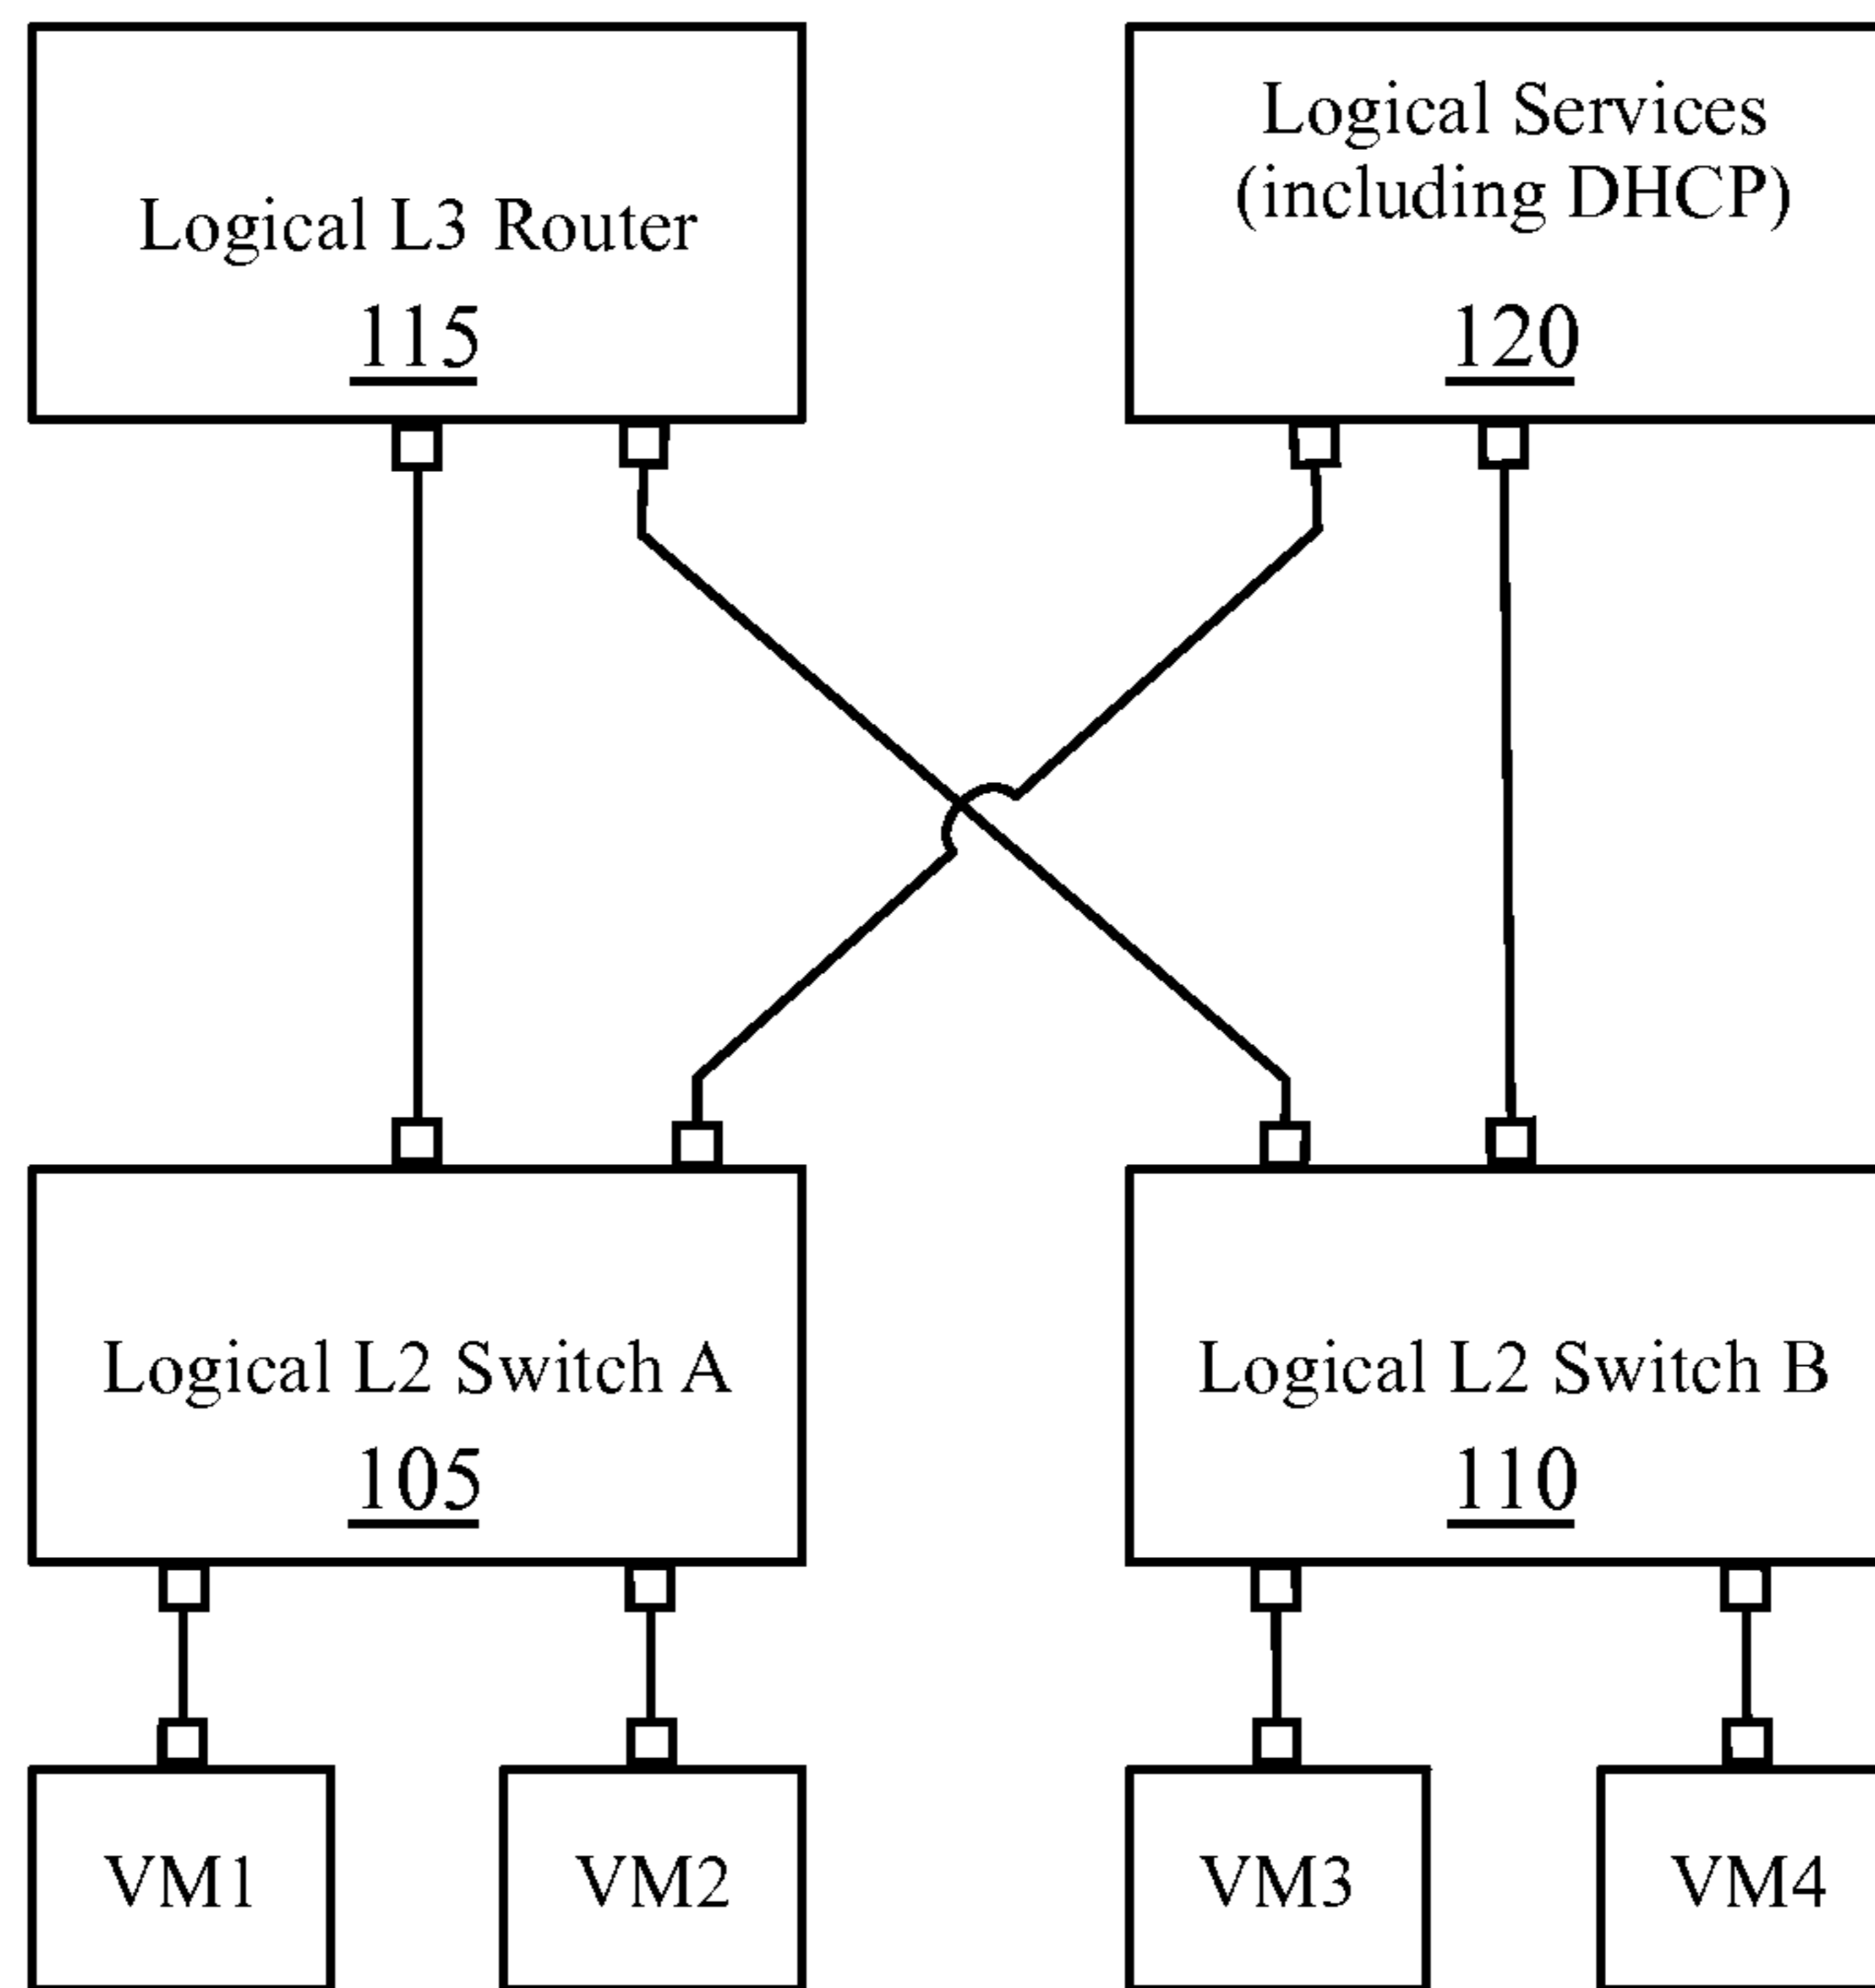 Logical L3 Router
115
Logical Services
(including DHCP)
120
Logical L2 Switch A
105
Logical L2 Switch B
110
VM1
VM2
VM3
VM4